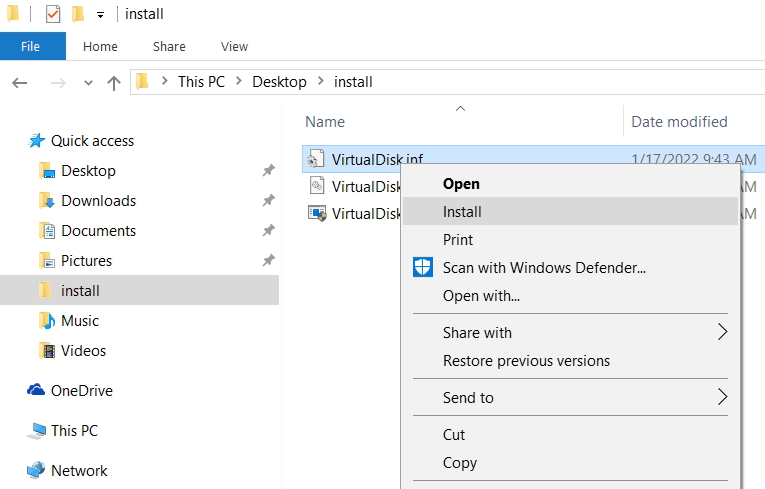 install
File Home Share View
This PC Desktop install
Name Date modified
Quick access
Desktop
Downloads
Documents
Pictures
install
Music
Videos
OneDrive
This PC
Network
VirtualDisk.inf 1/17/2022 9:43 AM
VirtualDisk
VirtualDisk
Open
Install
Print
Scan with Windows Defender...
Open with...
Share with
Restore previous versions
Send to
Cut
Copy